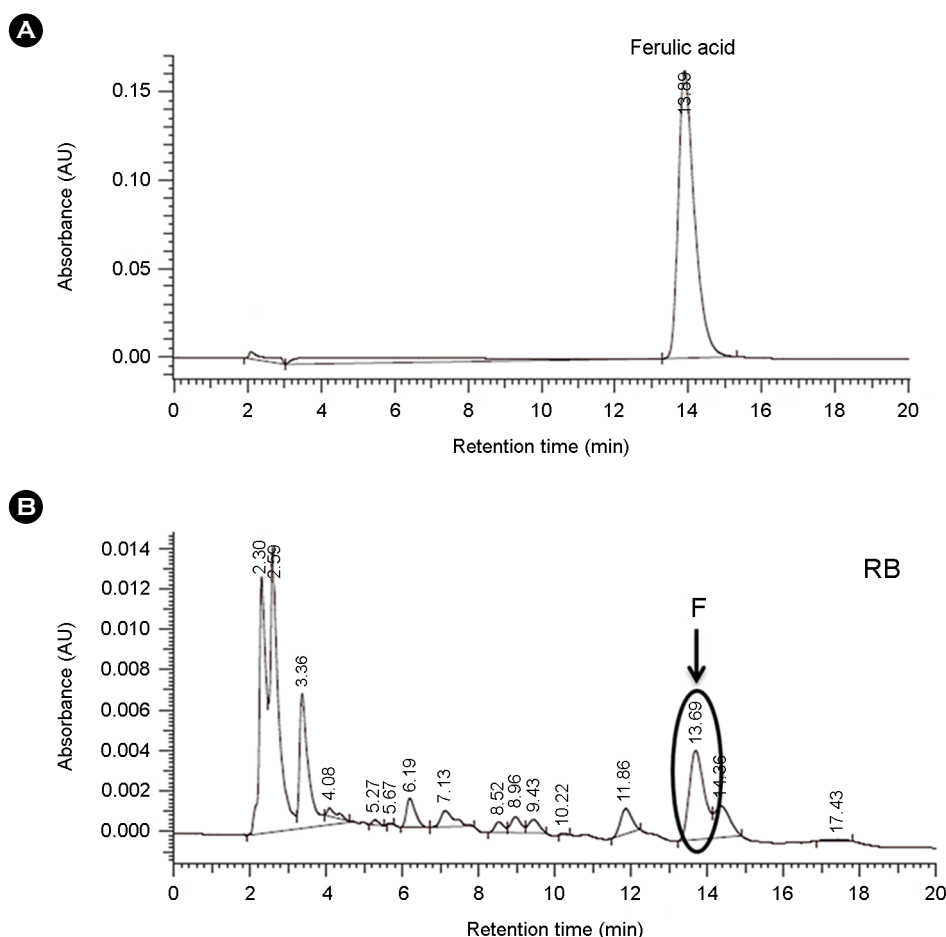 A
Ferulic acid
13.89
0.15
0.10
0.05
0.00
Absorbance (AU)
0 2 4 6 8 10 12 14 16 18 20
Retention time (min)
B
RB
F
0.014
0.012
0.010
0.008
0.006
0.004
0.002
0.000
Absorbance (AU)
2.30
2.59
3.36
4.08
5.27
5.67
6.19
7.13
8.52
8.96
9.43
10.22
11.86
13.69
14.36
17.43
0 2 4 6 8 10 12 14 16 18 20
Retention time (min)